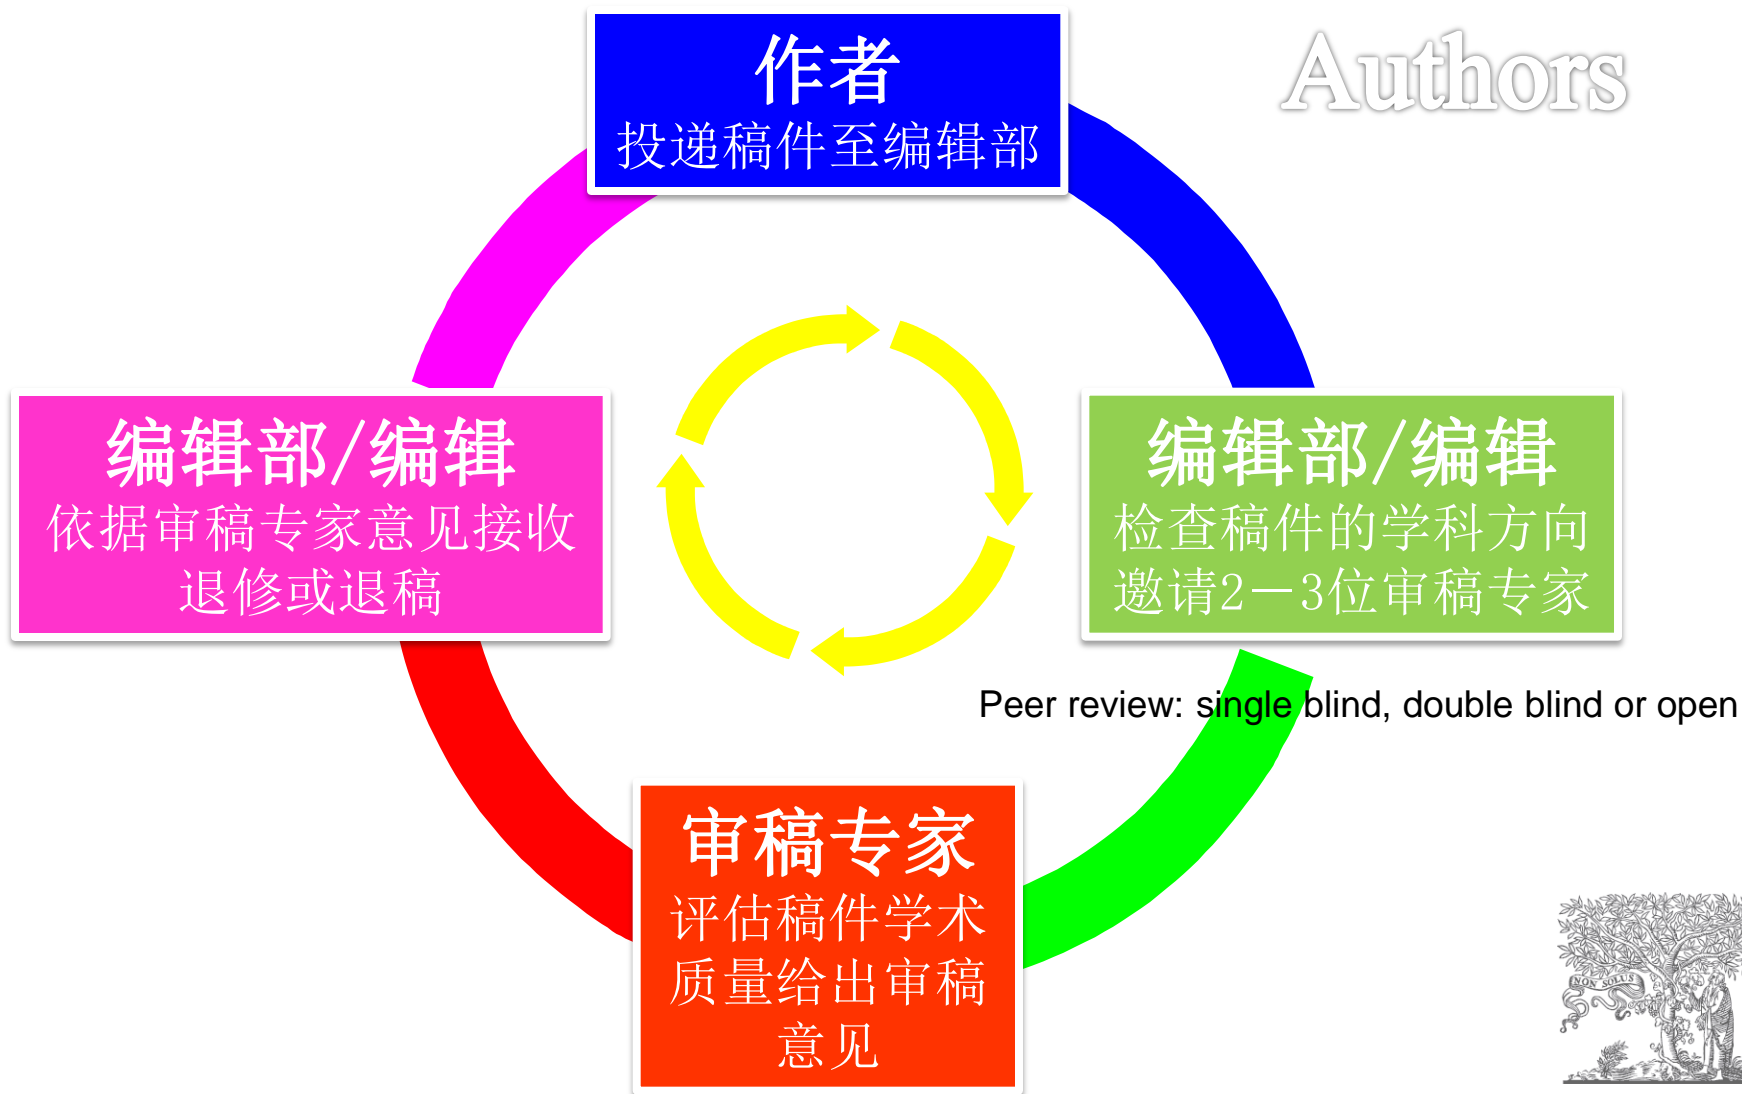 Authors
作者
投递稿件至编辑部
编辑部/编辑
检查稿件的学科方向
邀请2－3位审稿专家
Peer review: single blind, double blind or open
审稿专家
评估稿件学术
质量给出审稿
意见
编辑部/编辑
依据审稿专家意见接收
退修或退稿
NON SOLUS